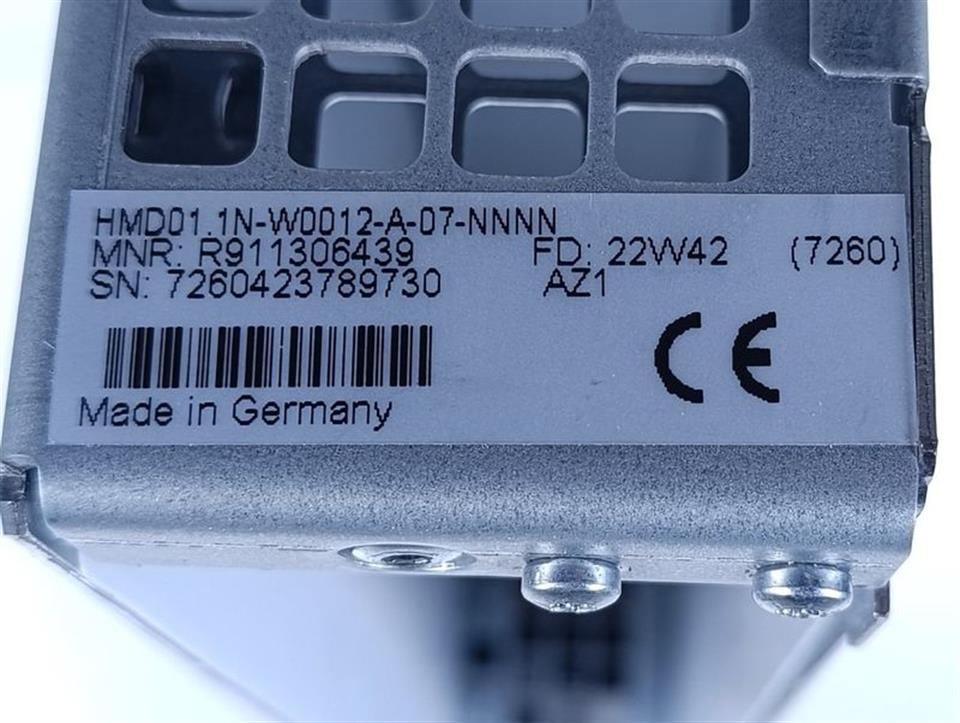 HMD01.1N-W0012-A-07-NNNN
MNR: R911306439 FD: 22W42 (7260)
SN: 7260423789730 AZ1
CE
Made in Germany